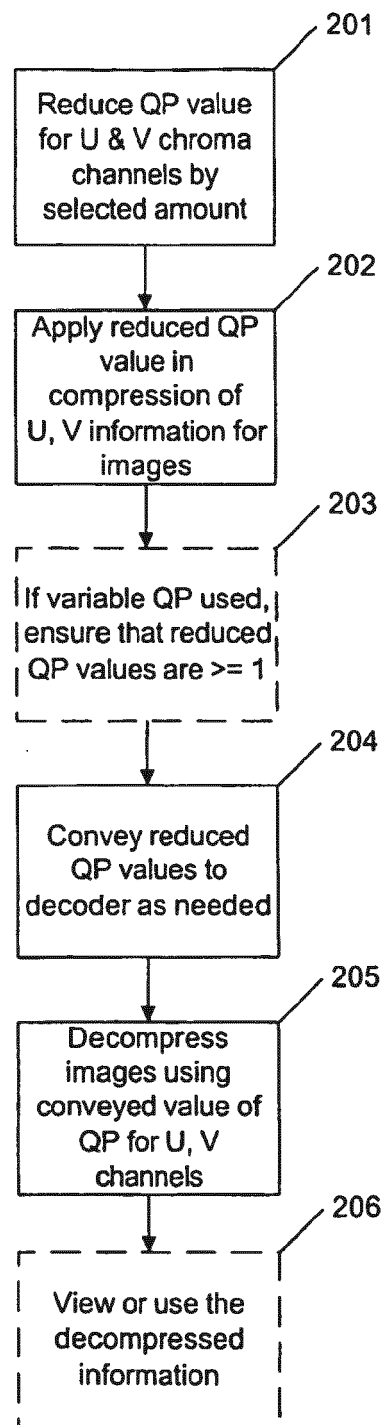 201
Reduce QP value
for U & V chroma
channels by
selected amount
202
Apply reduced QP
value in
compression of
U, V information for
images
203
If variable QP used,
ensure that reduced
QP values are >= 1
204
Convey reduced
QP values to
decoder as needed
205
Decompress
images using
conveyed value of
QP for U, V
channels
206
View or use the
decompressed
information